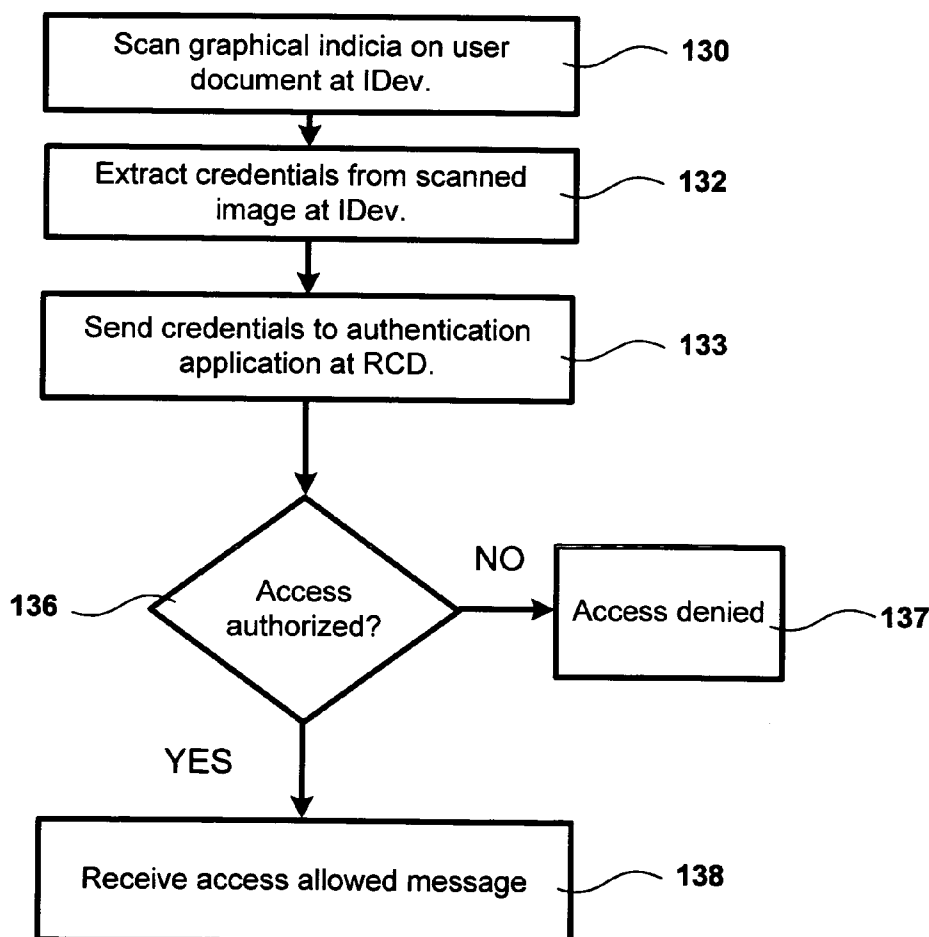 Scan graphical indicia on user
document at IDev.
130
Extract credentials from scanned
image at IDev.
132
Send credentials to authentication
application at RCD.
133
136
Access
authorized?
NO
Access denied
137
YES
Receive access allowed message
138